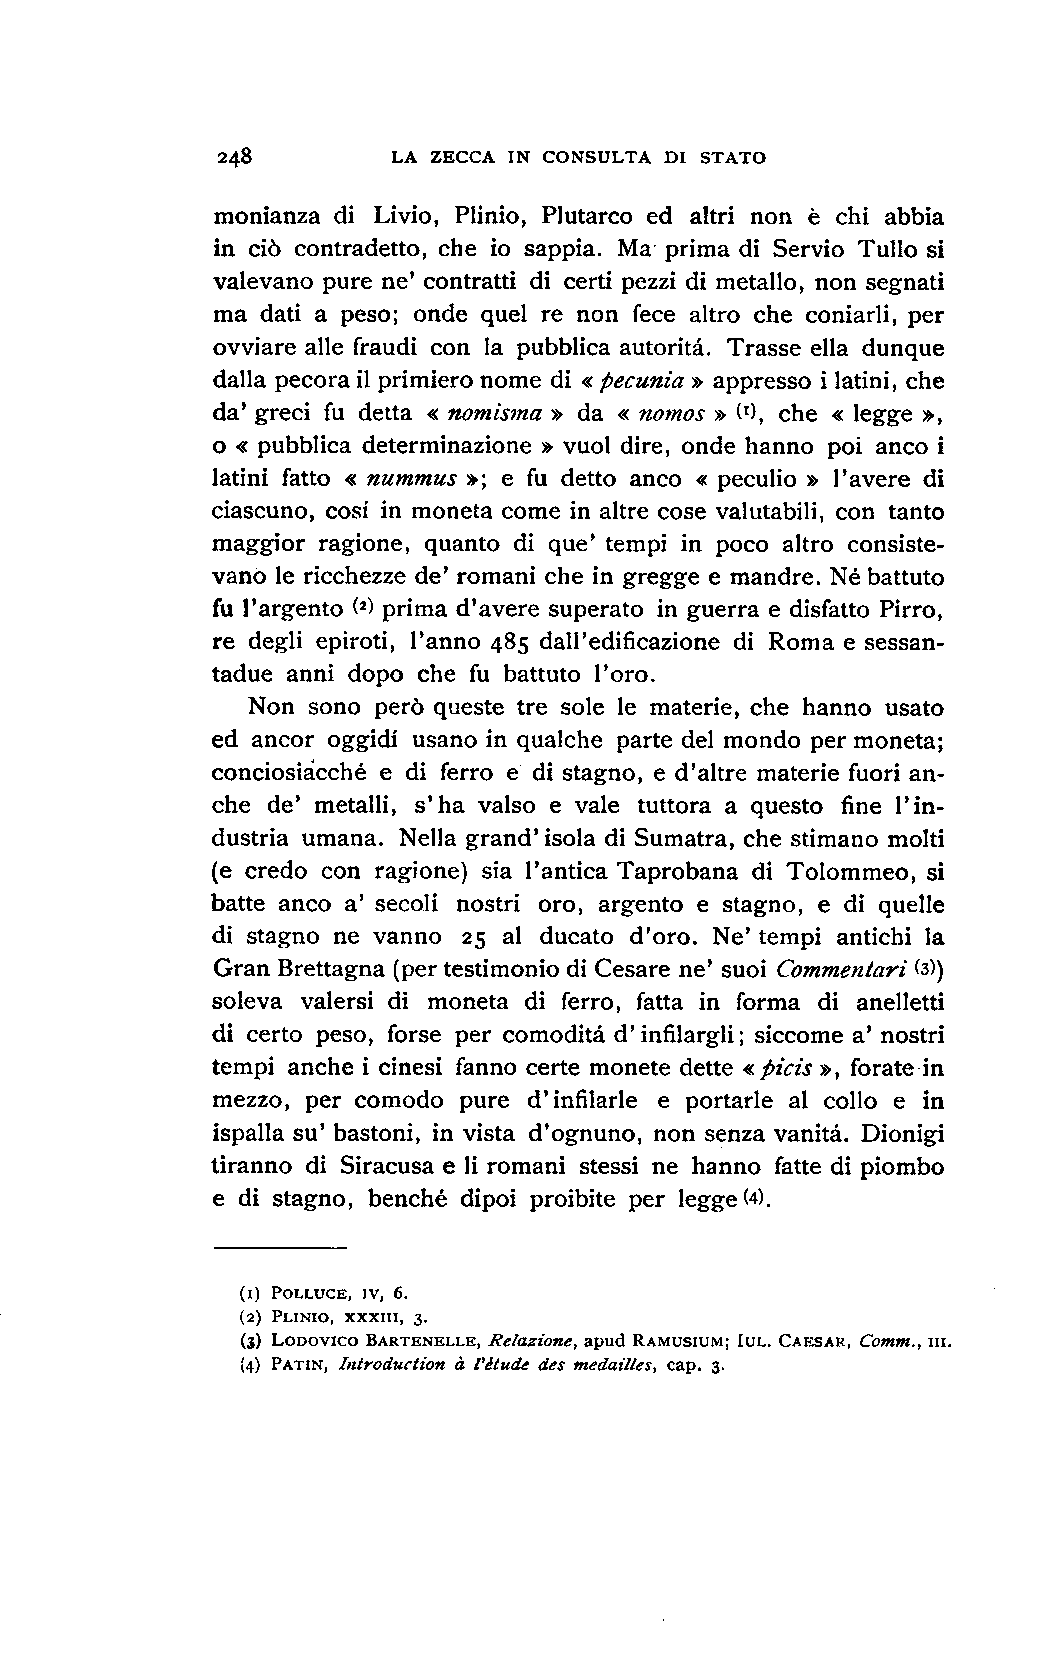 248 LA ZECCA IN CONSULTA DI STATO
monianza di Livio, Plinio, Plutarco ed altri non è chi abbia
in ciò contradetto, che io sappia. Ma prima di Servio Tullo si
valevano pure ne' contratti di certi pezzi di metallo, non segnati
ma dati a peso; onde quel re non fece altro che coniarli, per
ovviare alle fraudi con la pubblica autoritá. Trasse ella dunque
dalla pecora il primiero nome di « pecunia » appresso i latini, che
da' greci fu detta « nomisma » da « nomos » (1), che « legge »,
o « pubblica determinazione » vuol dire, onde hanno poi anco i
latini fatto « nummus »; e fu detto anco « peculio » l'avere di
ciascuno, cosí in moneta come in altre cose valutabili, con tanto
maggior ragione, quanto di que' tempi in poco altro consiste-
vano le ricchezze de' romani che in gregge e mandre. Né battuto
fu l'argento (2) prima d'avere superato in guerra e disfatto Pirro,
re degli epiroti, l'anno 485 dall'edificazione di Roma e sessan-
tadue anni dopo che fu battuto l'oro.
Non sono però queste tre sole le materie, che hanno usato
ed ancor oggidí usano in qualche parte del mondo per moneta;
conciosiacché e di ferro e di stagno, e d'altre materie fuori an-
che de' metalli, s'ha valso e vale tuttora a questo fine l'in-
dustria umana. Nella grand'isola di Sumatra, che stimano molti
(e credo con ragione) sia l'antica Taprobana di Tolommeo, si
batte anco a' secoli nostri oro, argento e stagno, e di quelle
di stagno ne vanno 25 al ducato d'oro. Ne' tempi antichi la
Gran Brettagna (per testimonio di Cesare ne' suoi Commentari (3))
soleva valersi di moneta di ferro, fatta in forma di anelletti
di certo peso, forse per comoditá d'infilargli; siccome a' nostri
tempi anche i cinesi fanno certe monete dette « picis », forate in
mezzo, per comodo pure d'infilarle e portarle al collo e in
ispalla su' bastoni, in vista d'ognuno, non senza vanitá. Dionigi
tiranno di Siracusa e li romani stessi ne hanno fatte di piombo
e di stagno, benché dipoi proibite per legge (4).
(1) POLLUCE, IV, 6.
(2) PLINIO, XXXIII, 3.
(3) LODOVICO BARTENELLE, Relazione, apud RAMUSIUM; IUL. CAESAR, Comm., III.
(4) PATIN, Introduction à l'étude des medailles, cap. 3.